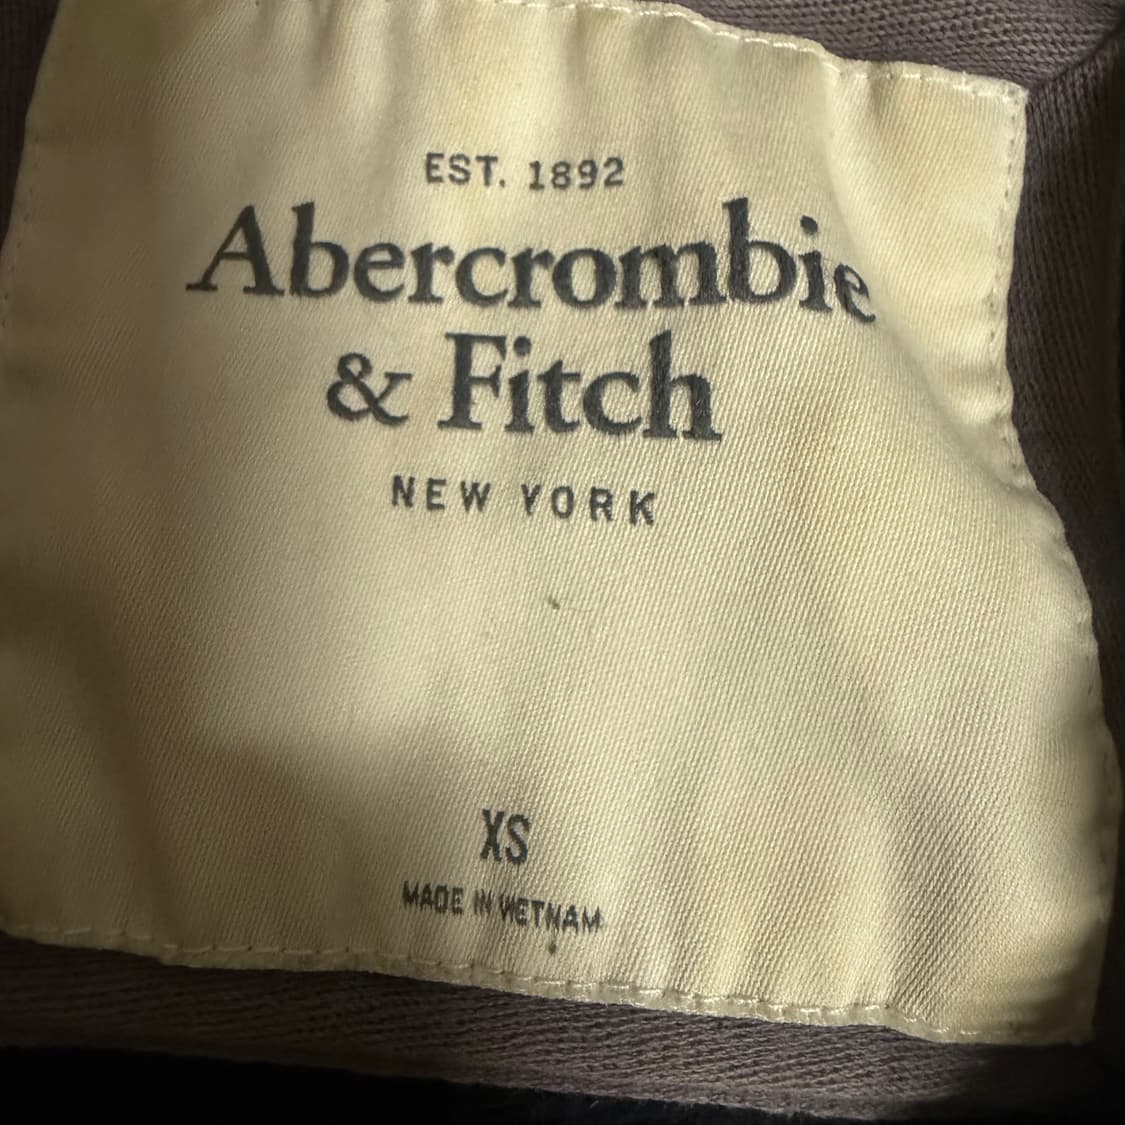 EST. 1892
Abercrombie
& Fitch
NEW YORK
XS
MADE IN VIETNAM